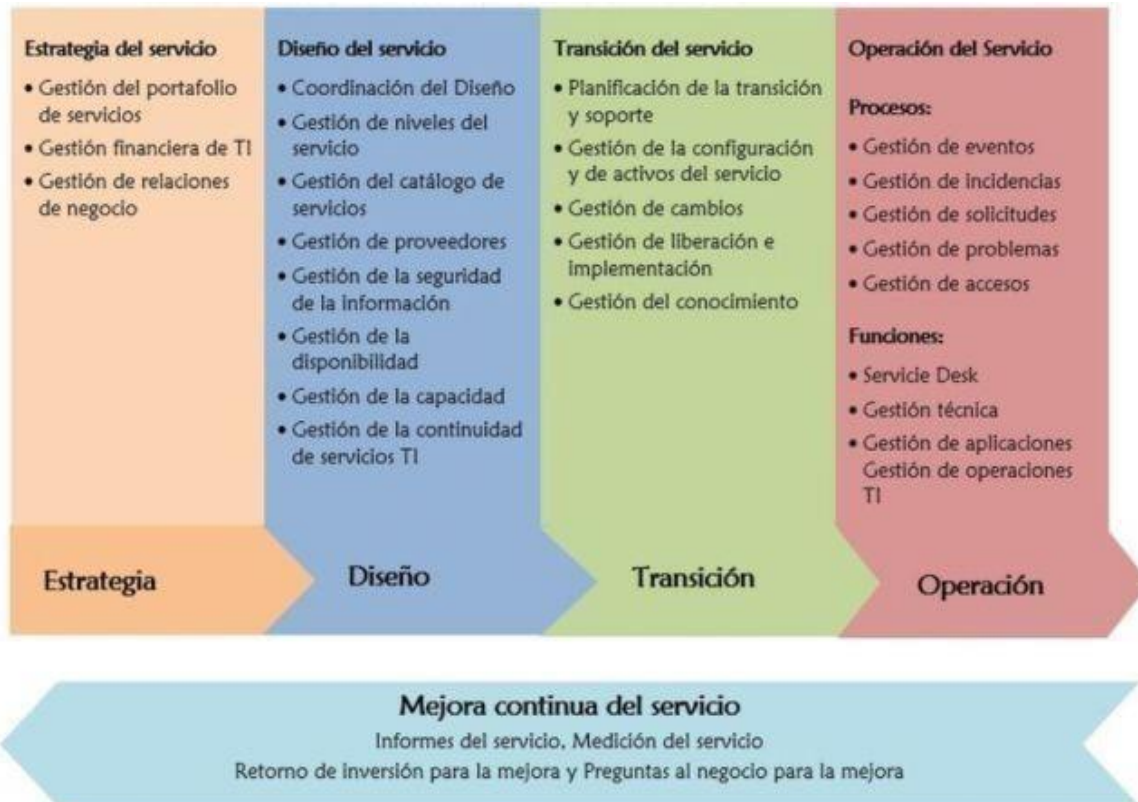 Estrategia del servicio
• Gestión del portafolio
de servicios
• Gestión financiera de TI
• Gestión de relaciones
de negocio
Diseño del servicio
• Coordinación del Diseño
• Gestión de niveles del
servicio
• Gestión del catálogo de
servicios
• Gestión de proveedores
• Gestión de la seguridad
de la información
• Gestión de la
disponibilidad
• Gestión de la capacidad
• Gestión de la continuidad
de servicios TI
Transición del servicio
• Planificación de la transición
y soporte
• Gestión de la configuración
y de activos del servicio
• Gestión de cambios
• Gestión de liberación e
implementación
• Gestión del conocimiento
Operación del Servicio
Procesos:
• Gestión de eventos
• Gestión de incidencias
• Gestión de solicitudes
• Gestión de problemas
• Gestión de accesos
Funciones:
• Servicie Desk
• Gestión técnica
• Gestión de aplicaciones
Gestión de operaciones
TI
Estrategia
Diseño
Transición
Operación
Mejora continua del servicio
Informes del servicio, Medición del servicio
Retorno de inversión para la mejora y Preguntas al negocio para la mejora